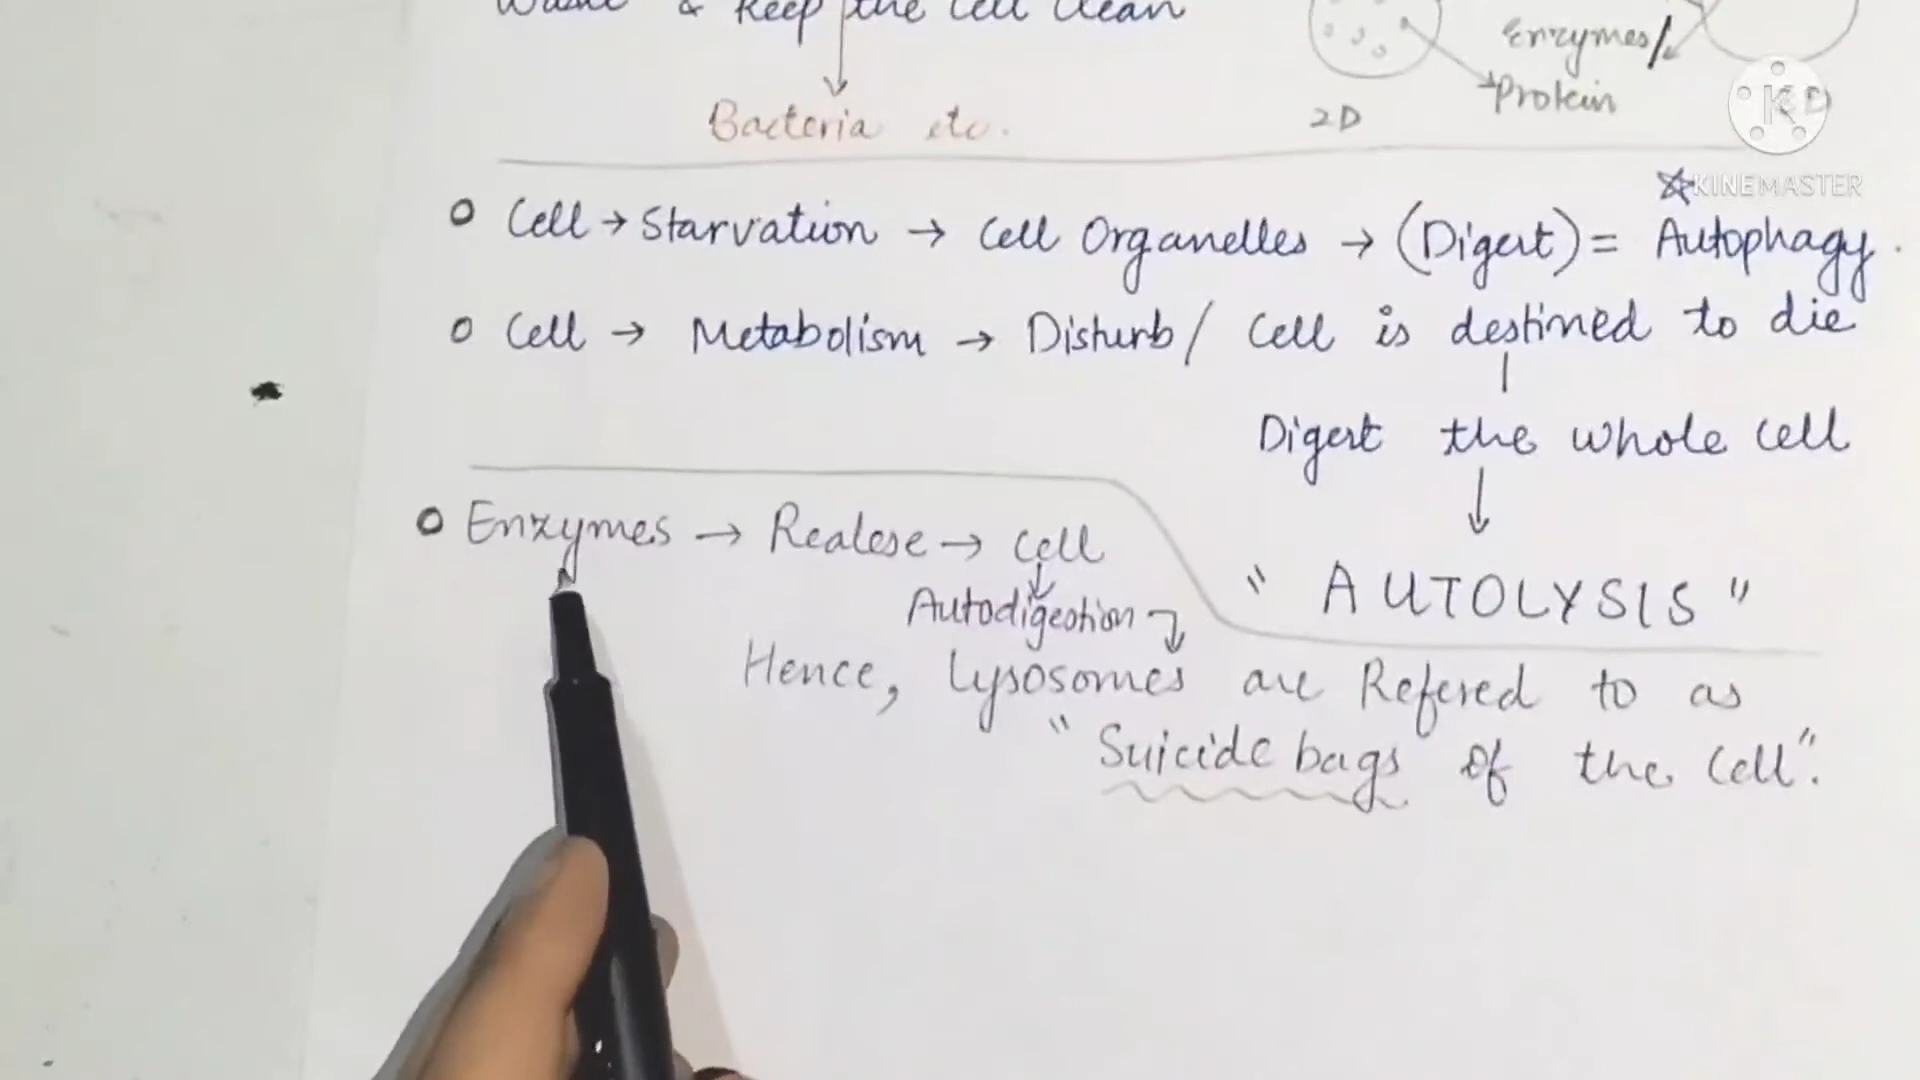 Waste & Keep the Cell Clean
Enzymes/
Protein
2D
3D
Bacteria etc.
KINEMASTER
Cell → Starvation → Cell Organelles → (Digest) = Autophagy.
Cell → Metabolism → Disturb / Cell is destined to die
Digest the whole cell
Enzymes → Realese → Cell
"AUTOLYSIS"
Autodigestion
Hence, Lysosomes are Refered to as
"Suicide bags of the Cell".